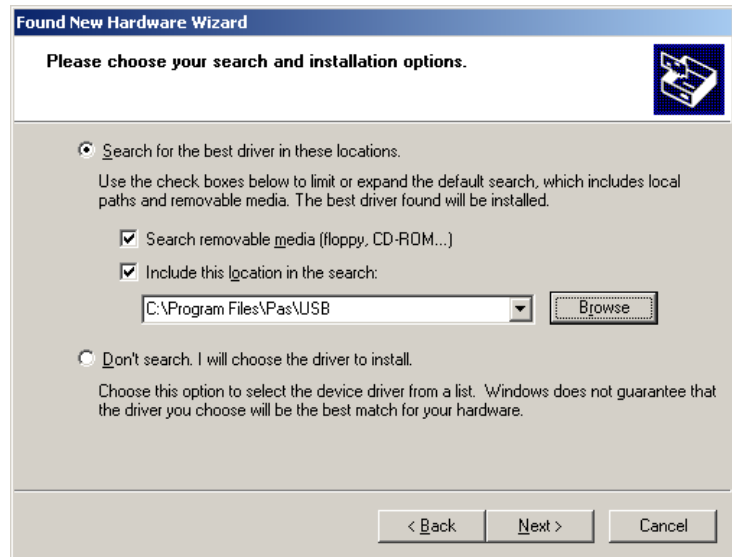 Found New Hardware Wizard
Please choose your search and installation options.
Search for the best driver in these locations.
Use the check boxes below to limit or expand the default search, which includes local
paths and removable media. The best driver found will be installed.
Search removable media (floppy, CD-ROM...)
Include this location in the search:
C:\Program Files\Pas\USB
Browse
Don't search. I will choose the driver to install.
Choose this option to select the device driver from a list. Windows does not guarantee that
the driver you choose will be the best match for your hardware.
< Back
Next >
Cancel